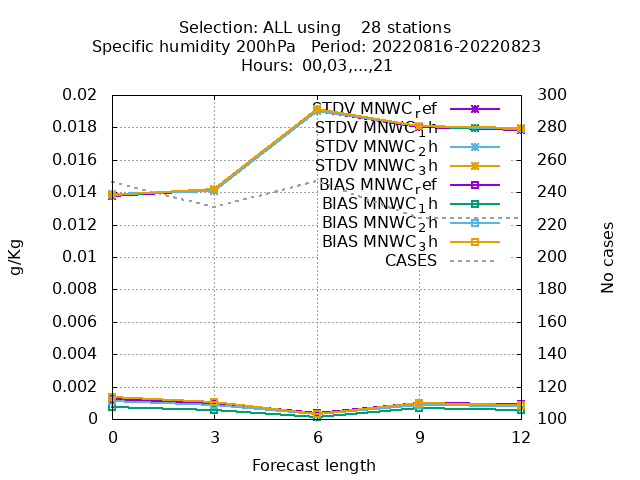 Selection: ALL using 28 stations
Specific humidity 200hPa Period: 20220816-20220823
Hours: 00,03,...,21
0.02
0.018
0.016
0.014
0.012
0.01
0.008
0.006
0.004
0.002
0
g/Kg
STDV MNWC_ref
STDV MNWC_1h
STDV MNWC_2h
STDV MNWC_3h
BIAS MNWC_ref
BIAS MNWC_1h
BIAS MNWC_2h
BIAS MNWC_3h
CASES
300
280
260
240
220
200
180
160
140
120
100
No cases
0 3 6 9 12
Forecast length